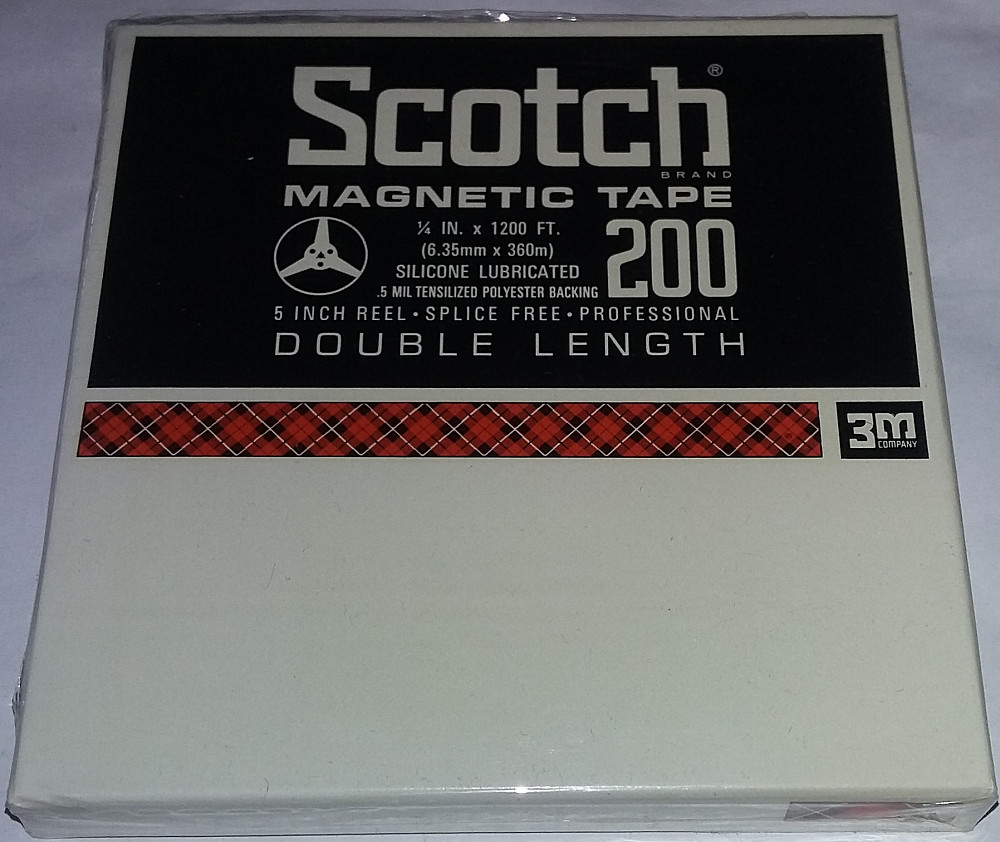 Scotch®
BRAND
MAGNETIC TAPE
¼ IN. x 1200 FT.
(6.35mm x 360m)
SILICONE LUBRICATED
.5 MIL TENSILIZED POLYESTER BACKING
200
5 INCH REEL • SPLICE FREE • PROFESSIONAL
DOUBLE LENGTH
3M
COMPANY